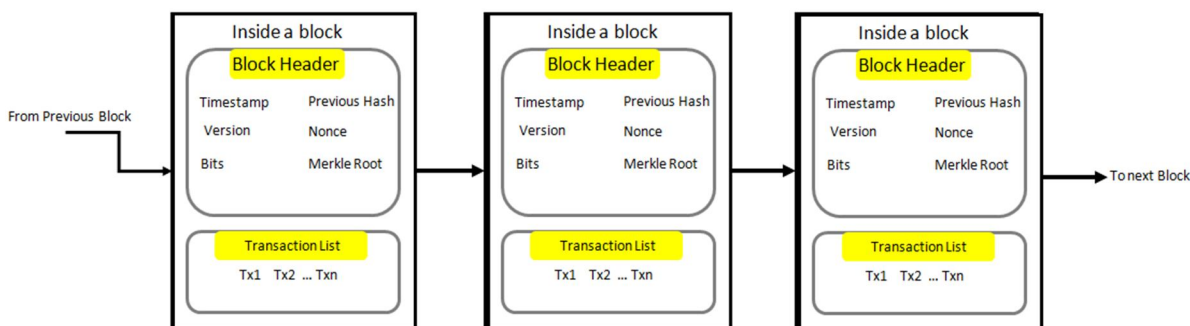 From Previous Block
Inside a block
Block Header
Timestamp Previous Hash
Version Nonce
Bits Merkle Root
Transaction List
Tx1 Tx2 ... Txn
Inside a block
Block Header
Timestamp Previous Hash
Version Nonce
Bits Merkle Root
Transaction List
Tx1 Tx2 ... Txn
Inside a block
Block Header
Timestamp Previous Hash
Version Nonce
Bits Merkle Root
Transaction List
Tx1 Tx2 ... Txn
To next Block